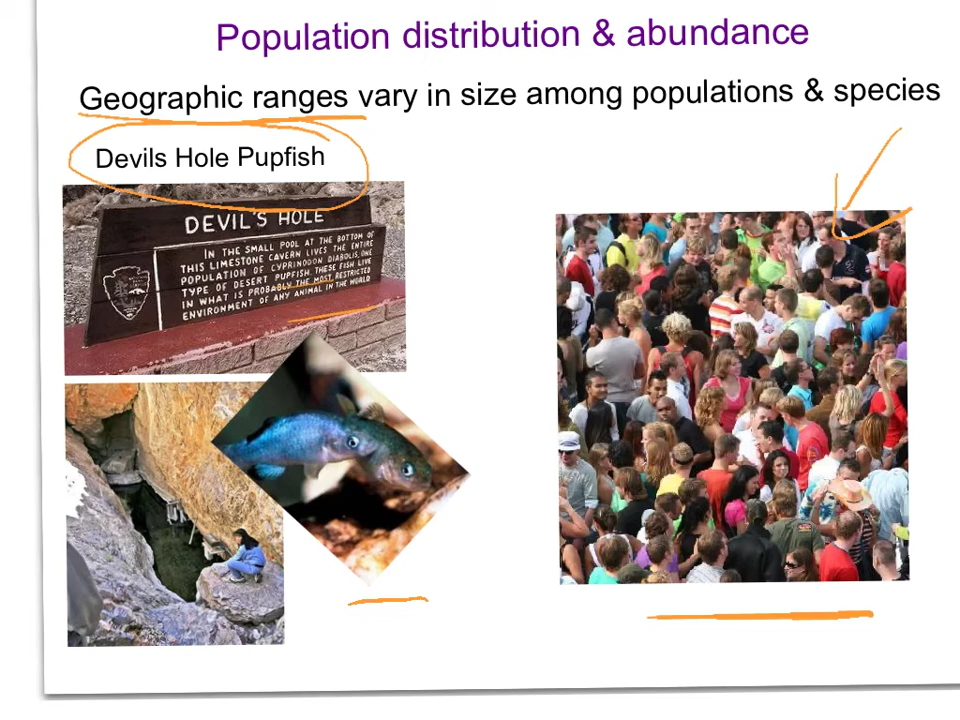 Population distribution & abundance
Geographic ranges vary in size among populations & species
Devils Hole Pupfish
DEVIL'S HOLE
IN THE SMALL POOL AT THE BOTTOM OF
THIS LIMESTONE CAVERN LIVES THE ENTIRE
POPULATION OF CYPRINODON DIABOLIS, ONE
TYPE OF DESERT PUPFISH. THESE FISH LIVE
IN WHAT IS PROBABLY THE MOST RESTRICTED
ENVIRONMENT OF ANY ANIMAL IN THE WORLD